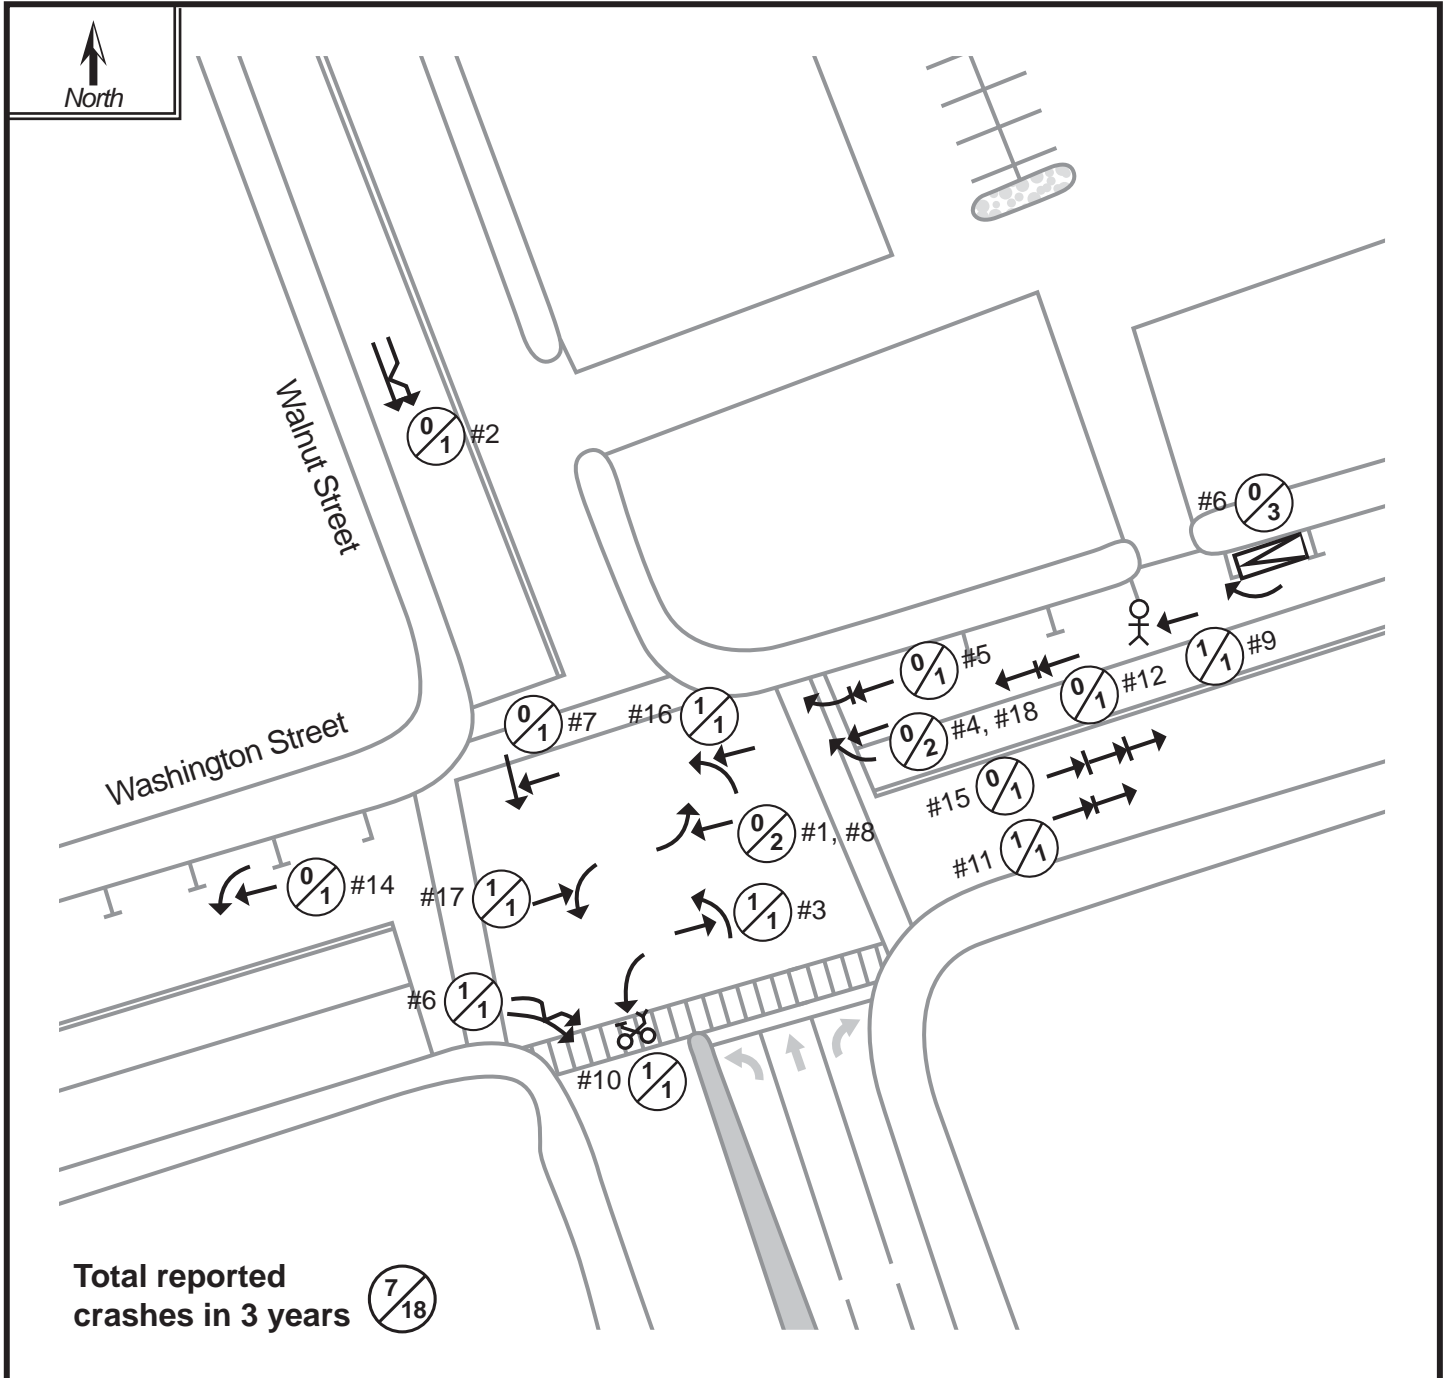 North
Walnut Street
0/1 #2
#6 0/3
1/1 #9
0/1 #5
0/1 #12
0/1 #7
#16 1/1
0/2 #4, #18
Washington Street
#15 0/1
0/2 #1, #8
#11 1/1
0/1 #14
#17 1/1
1/1 #3
#6 1/1
#10 1/1
Total reported
crashes in 3 years
7/18